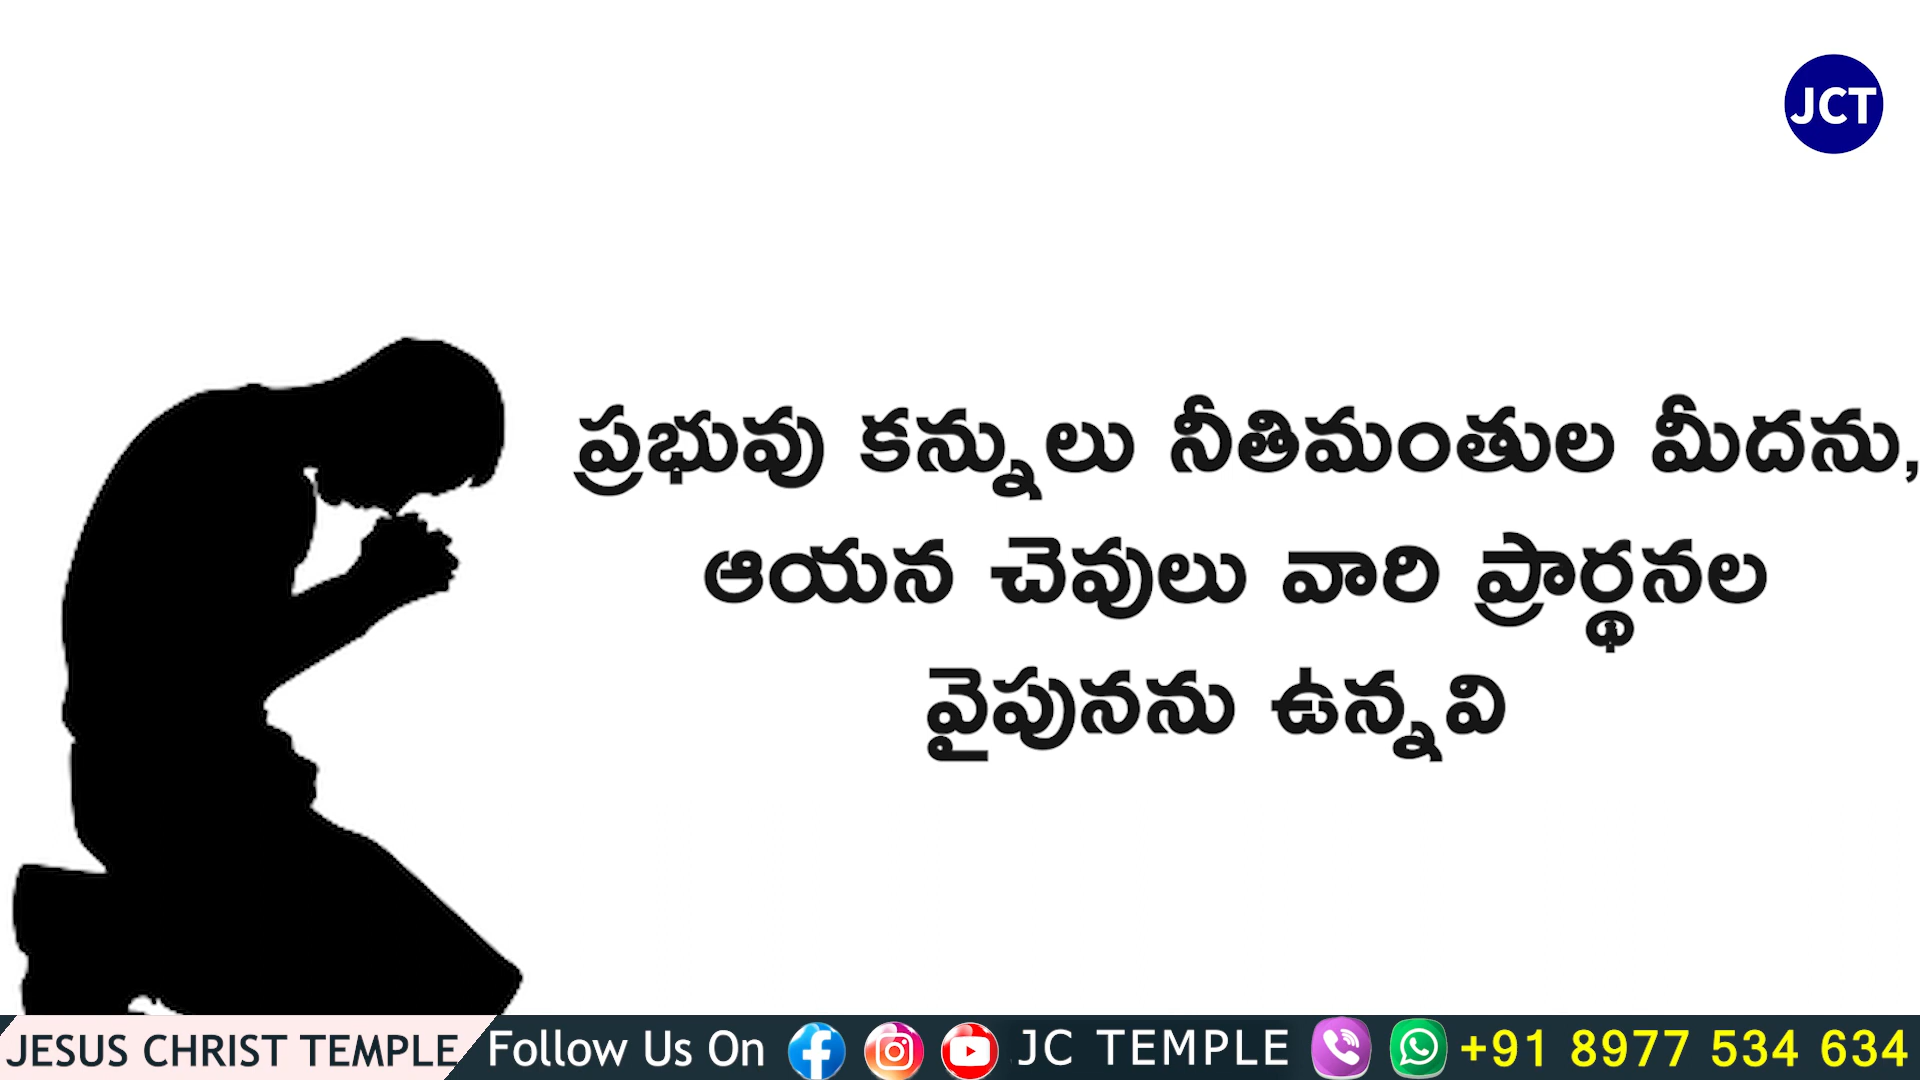 JCT
ప్రభువు కన్నులు నీతిమంతుల మీదను,
ఆయన చెవులు వారి ప్రార్థనల
వైపునను ఉన్నవి
JESUS CHRIST TEMPLE Follow Us On JC TEMPLE +91 8977 534 634